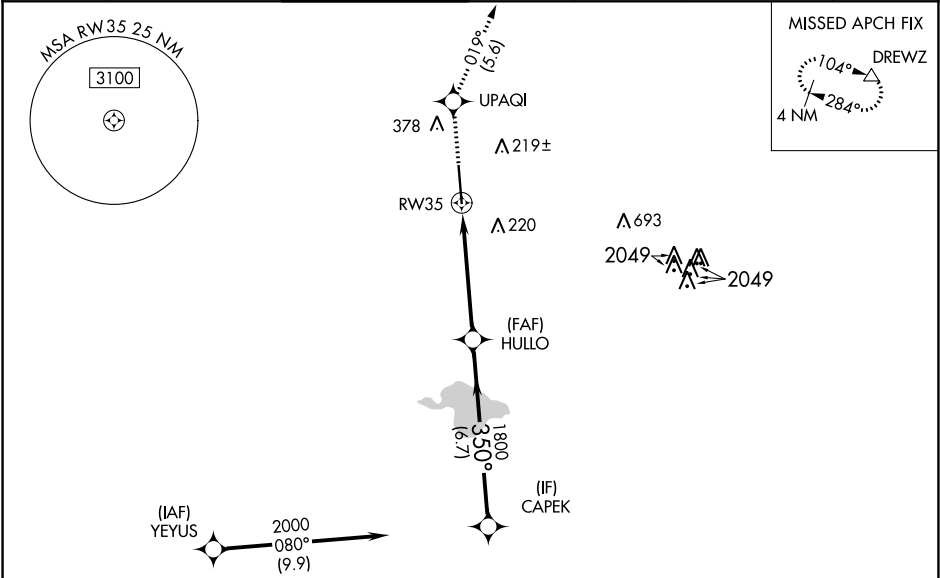 MSA RW35 25 NM
3100
019°
(5.6)
UPAQI
378
219±
RW35
220
693
2049
2049
(FAF)
HULLO
1800
350°
(6.7)
(IF)
CAPEK
(IAF)
YEYUS
2000
080°
(9.9)
MISSED APCH FIX
DREWZ
104°
284°
4 NM